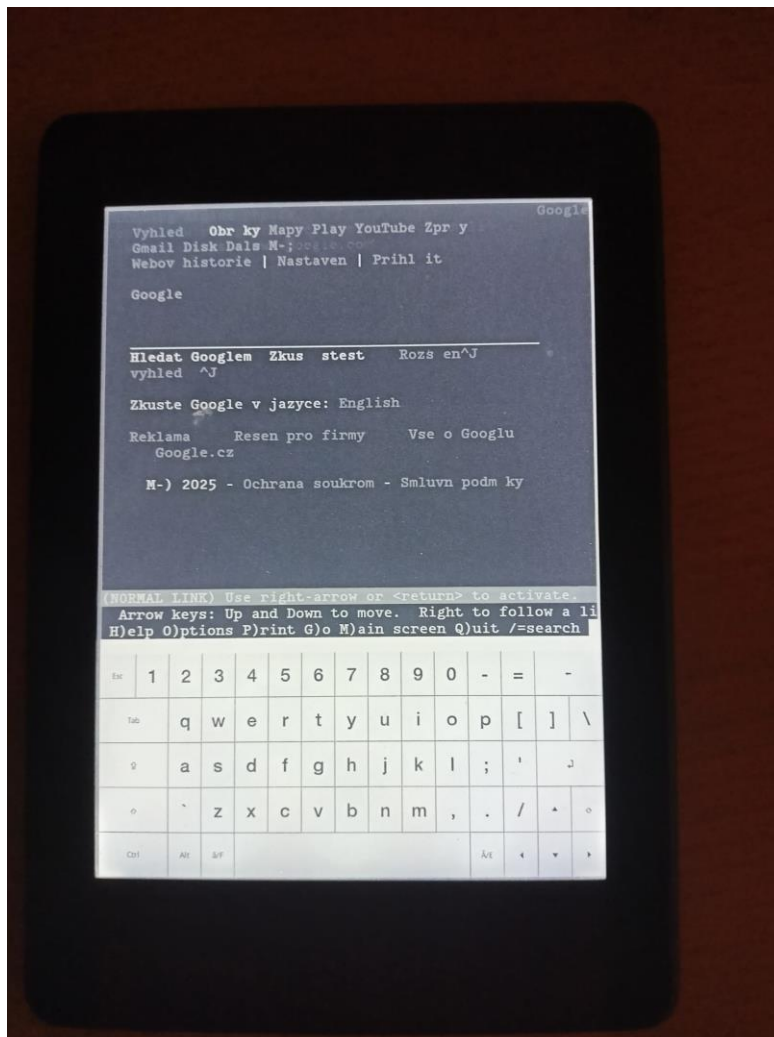 Google
Vyhled Obr ky Mapy Play YouTube Zpr y
Gmail Disk Dals M-;
Webov historie | Nastaven | Prihl it
Google
Hledat Googlem Zkus stest Rozs en^J
vyhled ^J
Zkuste Google v jazyce: English
Reklama Resen pro firmy Vse o Googlu
Google.cz
M-) 2025 - Ochrana soukrom - Smluvn podm ky
(NORMAL LINK) Use right-arrow or <return> to activate.
Arrow keys: Up and Down to move. Right to follow a li
H)elp O)ptions P)rint G)o M)ain screen Q)uit /=search
Esc 1 2 3 4 5 6 7 8 9 0 - =
Tab q w e r t y u i o p [ ] \
a s d f g h j k l ; '
` z x c v b n m , . /
Ctrl Alt